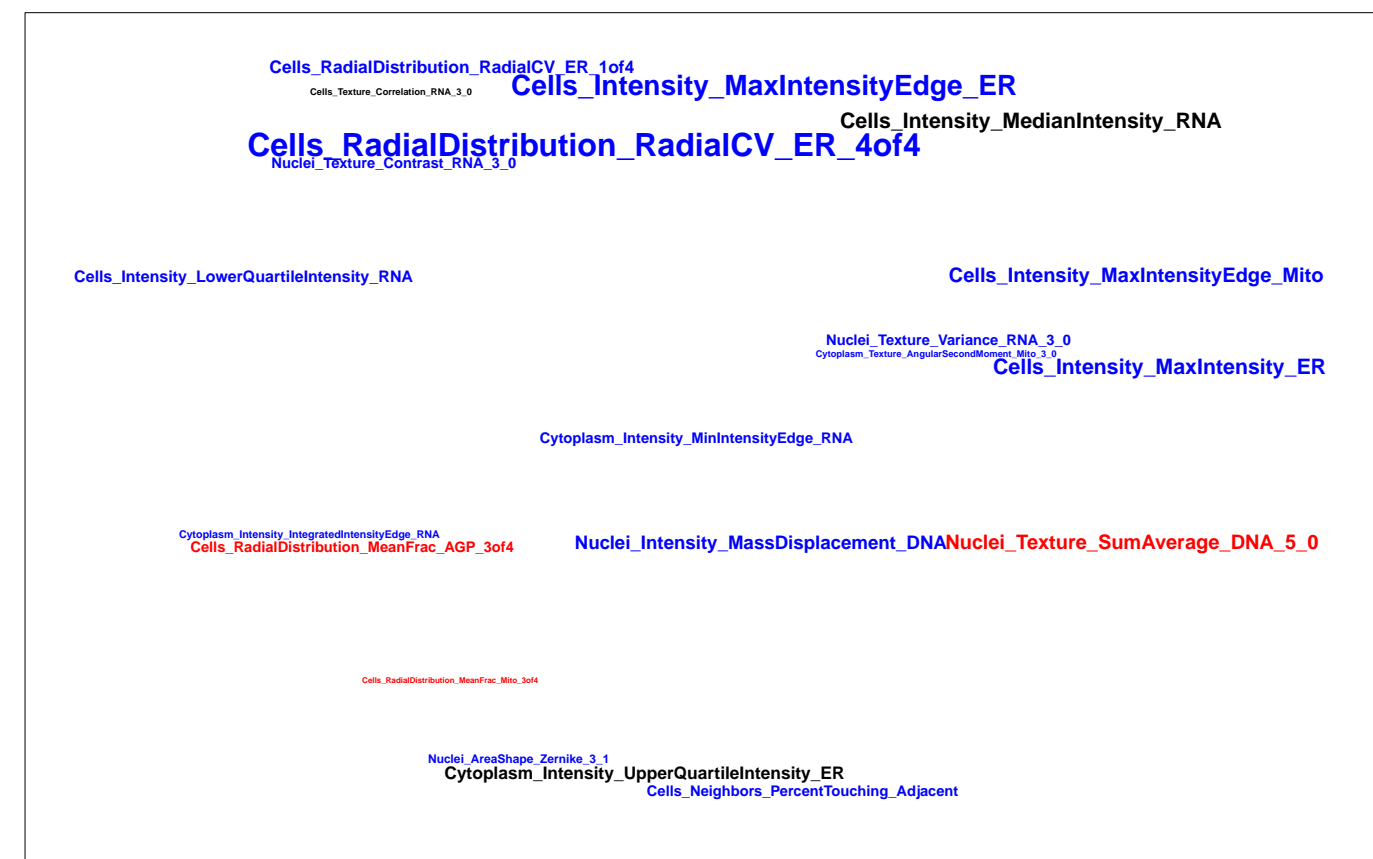 Cells_RadialDistribution_RadialCV_ER_1of4
Cells_Intensity_MaxIntensityEdge_ER
Cells_Texture_Correlation_RNA_3_0
Cells_Intensity_MedianIntensity_RNA
Cells_RadialDistribution_RadialCV_ER_4of4
Nuclei_Texture_Contrast_RNA_3_0
Cells_Intensity_LowerQuartileIntensity_RNA
Cells_Intensity_MaxIntensityEdge_Mito
Nuclei_Texture_Variance_RNA_3_0
Cytoplasm_Texture_AngularSecondMoment_Mito_3_0
Cells_Intensity_MaxIntensity_ER
Cytoplasm_Intensity_MinIntensityEdge_RNA
Cytoplasm_Intensity_IntegratedIntensityEdge_RNA
Cells_RadialDistribution_MeanFrac_AGP_3of4
Nuclei_Intensity_MassDisplacement_DNA
Nuclei_Texture_SumAverage_DNA_5_0
Cells_RadialDistribution_MeanFrac_Mito_3of4
Nuclei_AreaShape_Zernike_3_1
Cytoplasm_Intensity_UpperQuartileIntensity_ER
Cells_Neighbors_PercentTouching_Adjacent